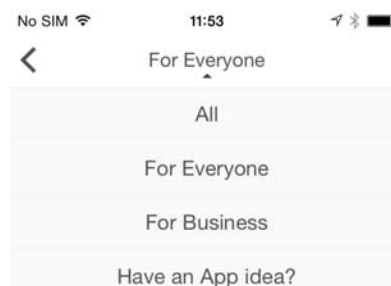 No SIM 11:53
For Everyone
All
For Everyone
For Business
Have an App idea?